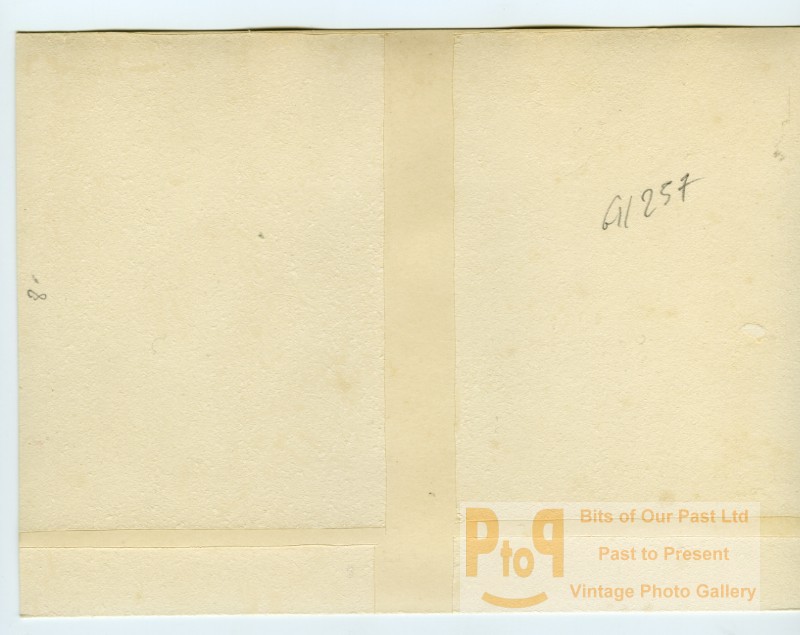 G1257
8
PtoP
Bits of Our Past Ltd
Past to Present
Vintage Photo Gallery